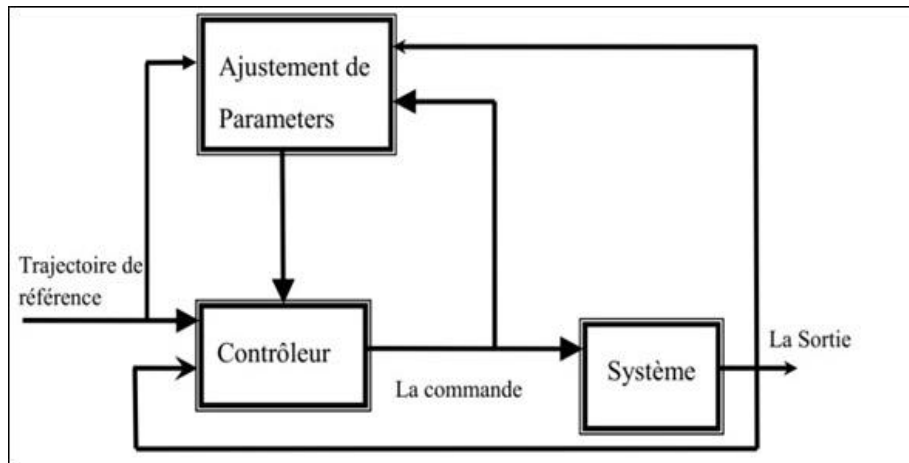 Ajustement de
Parameters
Trajectoire de
référence
Contrôleur
La commande
Système
La Sortie